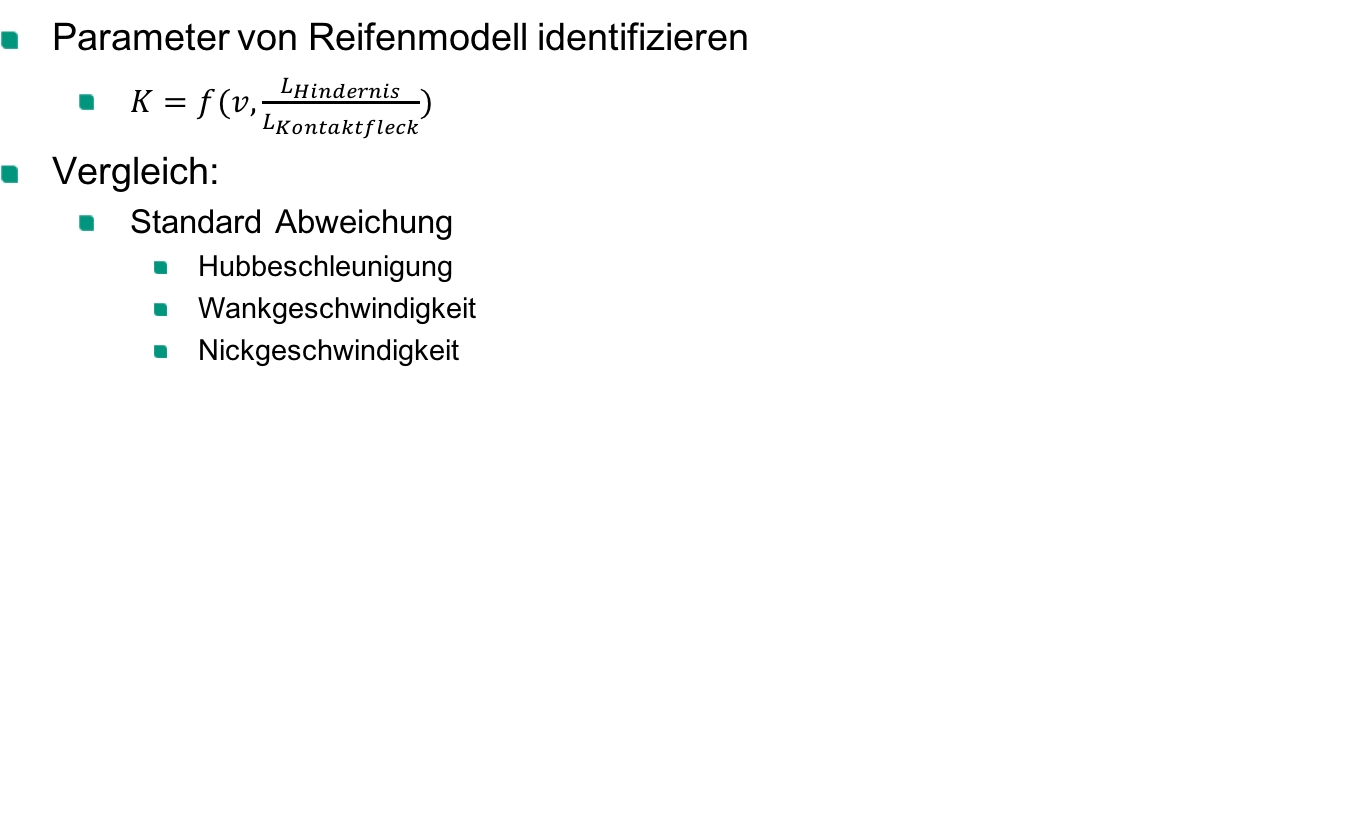 Parameter von Reifenmodell identifizieren
K = f(v, L_Hindernis / L_Kontaktfleck)
Vergleich:
Standard Abweichung
Hubbeschleunigung
Wankgeschwindigkeit
Nickgeschwindigkeit